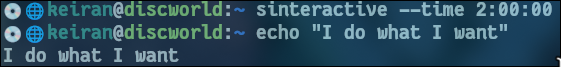 keiran@discworld:~ sinteractive --time 2:00:00
keiran@discworld:~ echo "I do what I want"
I do what I want